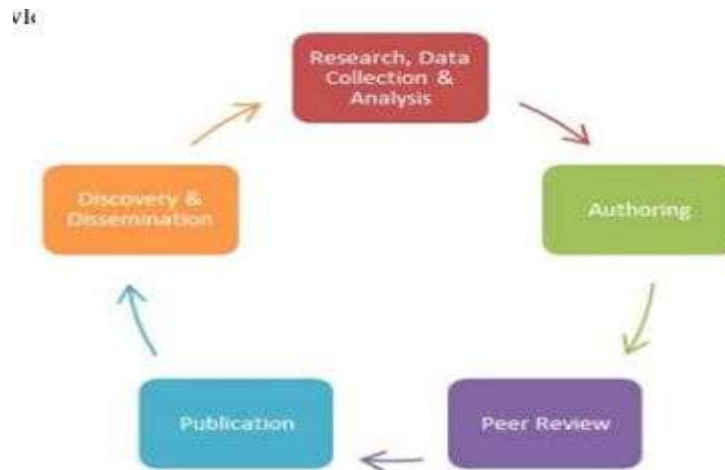 Research, Data
Collection &
Analysis
Authoring
Peer Review
Publication
Discovery &
Dissemination